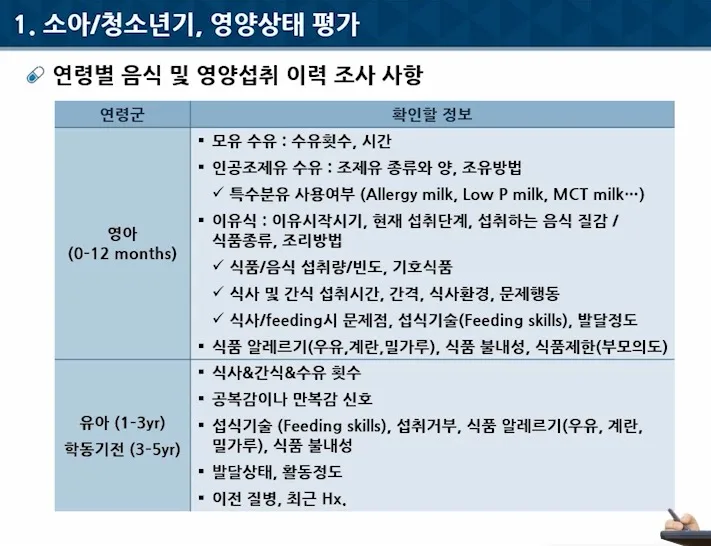 1. 소아/청소년기, 영양상태 평가
연령별 음식 및 영양섭취 이력 조사 사항
연령군
확인할 정보
영아
(0-12 months)
▪ 모유 수유 : 수유횟수, 시간
▪ 인공조제유 수유 : 조제유 종류와 양, 조유방법
✓ 특수분유 사용여부 (Allergy milk, Low P milk, MCT milk…)
▪ 이유식 : 이유시작시기, 현재 섭취단계, 섭취하는 음식 질감 /
식품종류, 조리방법
✓ 식품/음식 섭취량/빈도, 기호식품
✓ 식사 및 간식 섭취시간, 간격, 식사환경, 문제행동
✓ 식사/feeding시 문제점, 섭식기술(Feeding skills), 발달정도
▪ 식품 알레르기(우유,계란,밀가루), 식품 불내성, 식품제한(부모의도)
유아 (1-3yr)
학동기전 (3-5yr)
▪ 식사&간식&수유 횟수
▪ 공복감이나 만복감 신호
▪ 섭식기술 (Feeding skills), 섭취거부, 식품 알레르기(우유, 계란,
밀가루), 식품 불내성
▪ 발달상태, 활동정도
▪ 이전 질병, 최근 Hx.